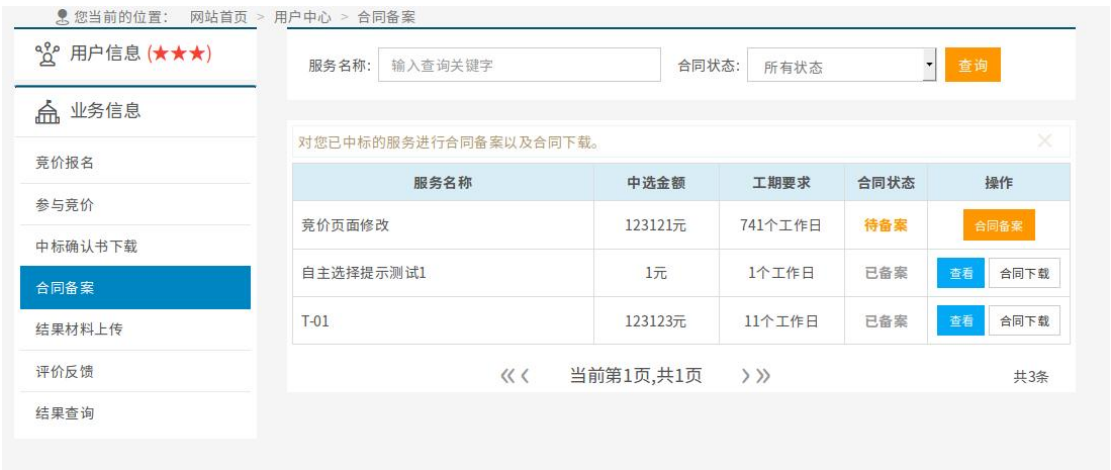 您当前的位置： 网站首页 > 用户中心 > 合同备案
用户信息 (★★★)
业务信息
竞价报名
参与竞价
中标确认书下载
合同备案
结果材料上传
评价反馈
结果查询
服务名称: 输入查询关键字 合同状态: 所有状态 查询
对您已中标的服务进行合同备案以及合同下载。
服务名称 中选金额 工期要求 合同状态 操作
竞价页面修改 123121元 741个工作日 待备案 合同备案
自主选择提示测试1 1元 1个工作日 已备案 查看 合同下载
T-01 123123元 11个工作日 已备案 查看 合同下载
当前第1页,共1页 共3条